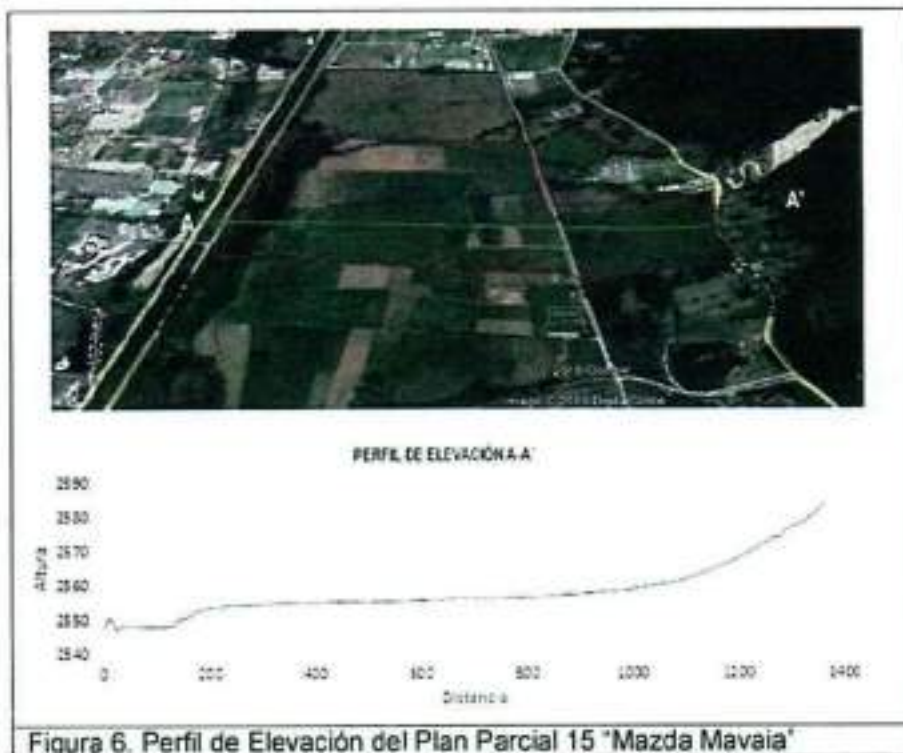 A
A'
PERFIL DE ELEVACIÓN A-A'
2590
2580
2570
2560
2550
2540
Altura
0
200
400
600
800
1000
1200
1400
Distancia
Figura 6. Perfil de Elevación del Plan Parcial 15 "Mazda Mavaia"